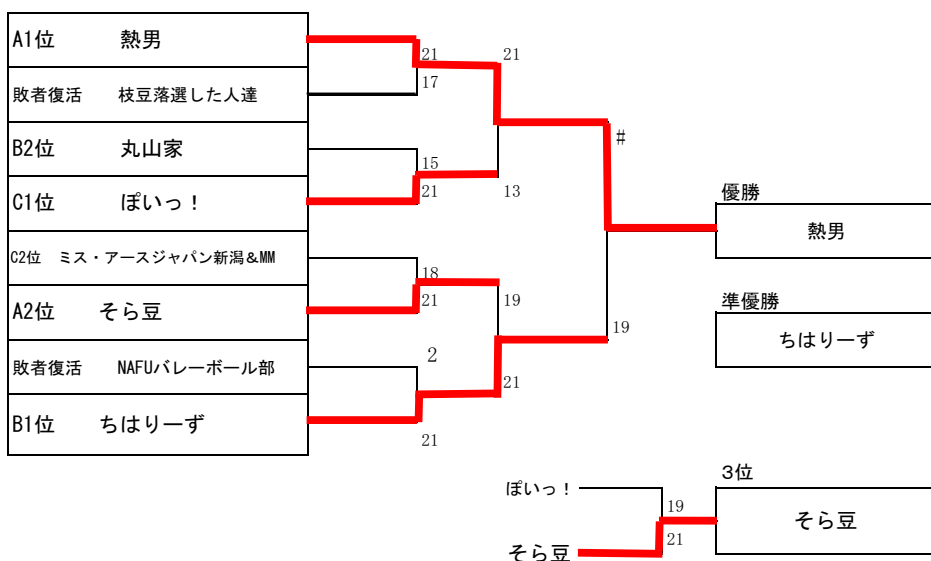 A1位 熱男
敗者復活 枝豆落選した人達
B2位 丸山家
C1位 ぽいっ！
C2位 ミス・アースジャパン新潟＆MM
A2位 そら豆
敗者復活 NAFUバレーボール部
B1位 ちはりーず
21
17
15
21
18
21
2
21
21
13
19
21
#
19
優勝
熱男
準優勝
ちはりーず
3位
そら豆
ぽいっ！
そら豆
19
21